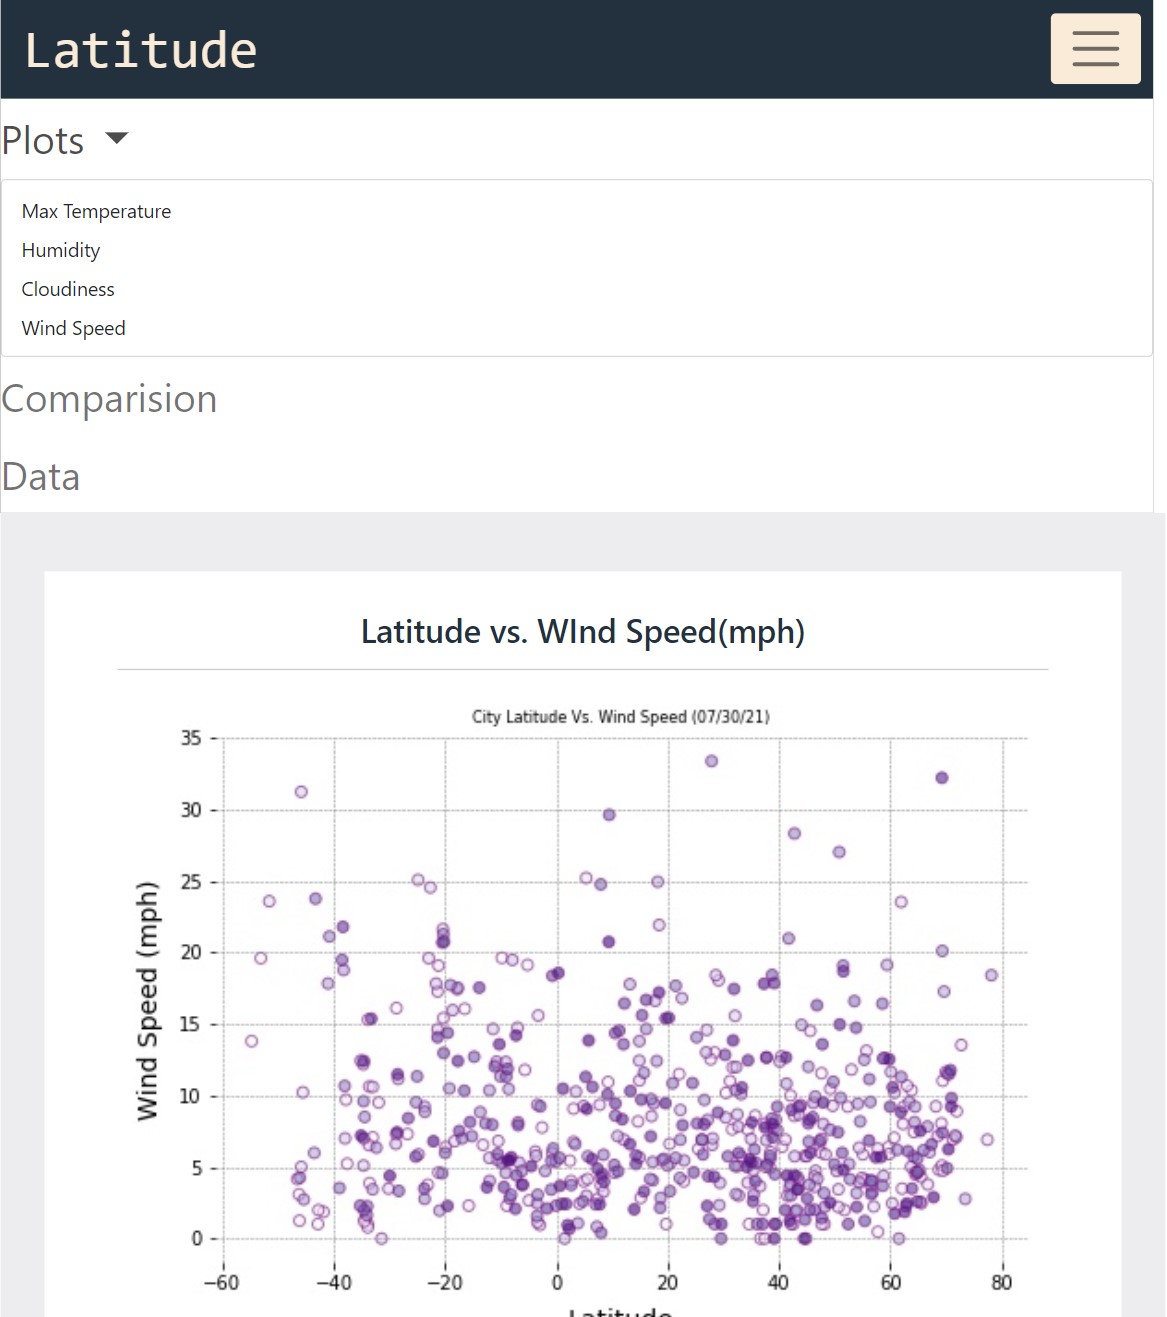 Latitude
Plots
Max Temperature
Humidity
Cloudiness
Wind Speed
Comparision
Data
Latitude vs. WInd Speed(mph)
City Latitude Vs. Wind Speed (07/30/21)
Wind Speed (mph)
35
30
25
20
15
10
5
0
−60 −40 −20 0 20 40 60 80
Latitude